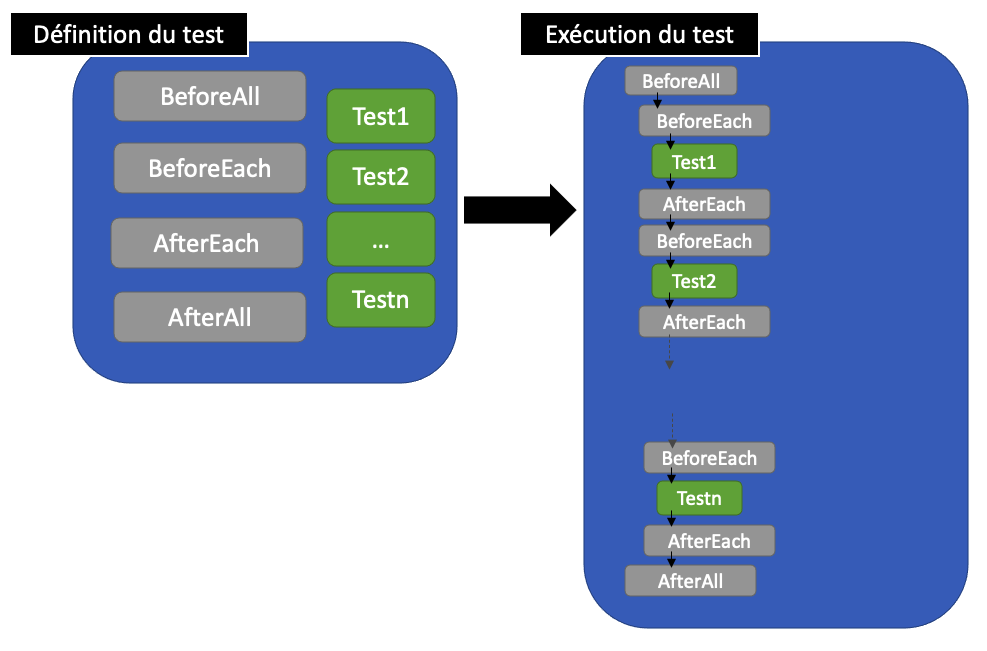 Définition du test
BeforeAll
BeforeEach
AfterEach
AfterAll
Test1
Test2
...
Testn
Exécution du test
BeforeAll
BeforeEach
Test1
AfterEach
BeforeEach
Test2
AfterEach
BeforeEach
Testn
AfterEach
AfterAll